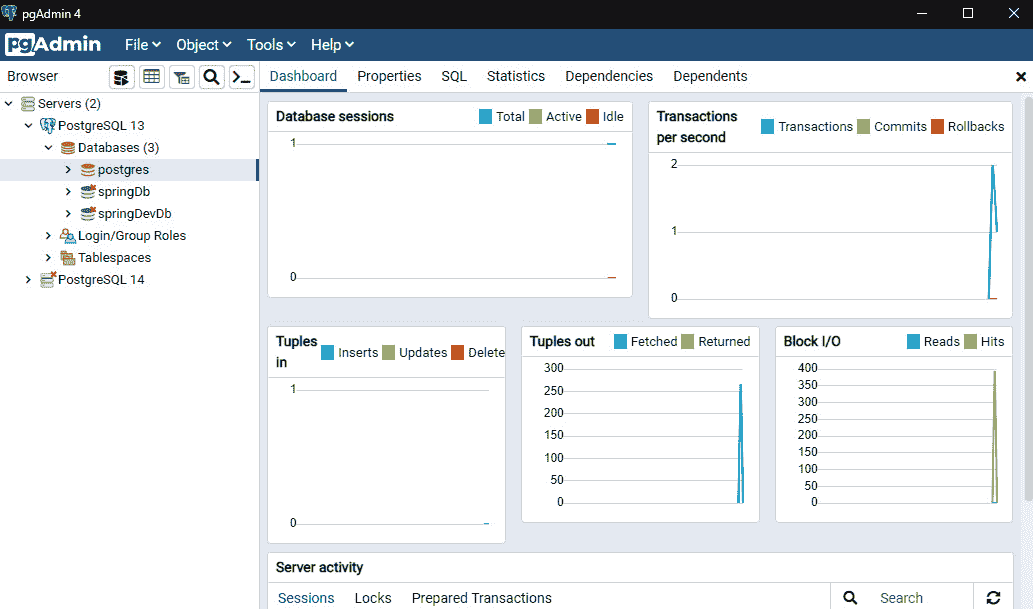 pgAdmin 4
pgAdmin File Object Tools Help
Browser Dashboard Properties SQL Statistics Dependencies Dependents
Servers (2)
PostgreSQL 13
Databases (3)
postgres
springDb
springDevDb
Login/Group Roles
Tablespaces
PostgreSQL 14
Database sessions Total Active Idle
1
0
Transactions
per second Transactions Commits Rollbacks
2
1
0
Tuples
in Inserts Updates Delete
1
0
Tuples out Fetched Returned
300
250
200
150
100
50
0
Block I/O Reads Hits
400
350
300
250
200
150
100
50
0
Server activity
Sessions Locks Prepared Transactions Search